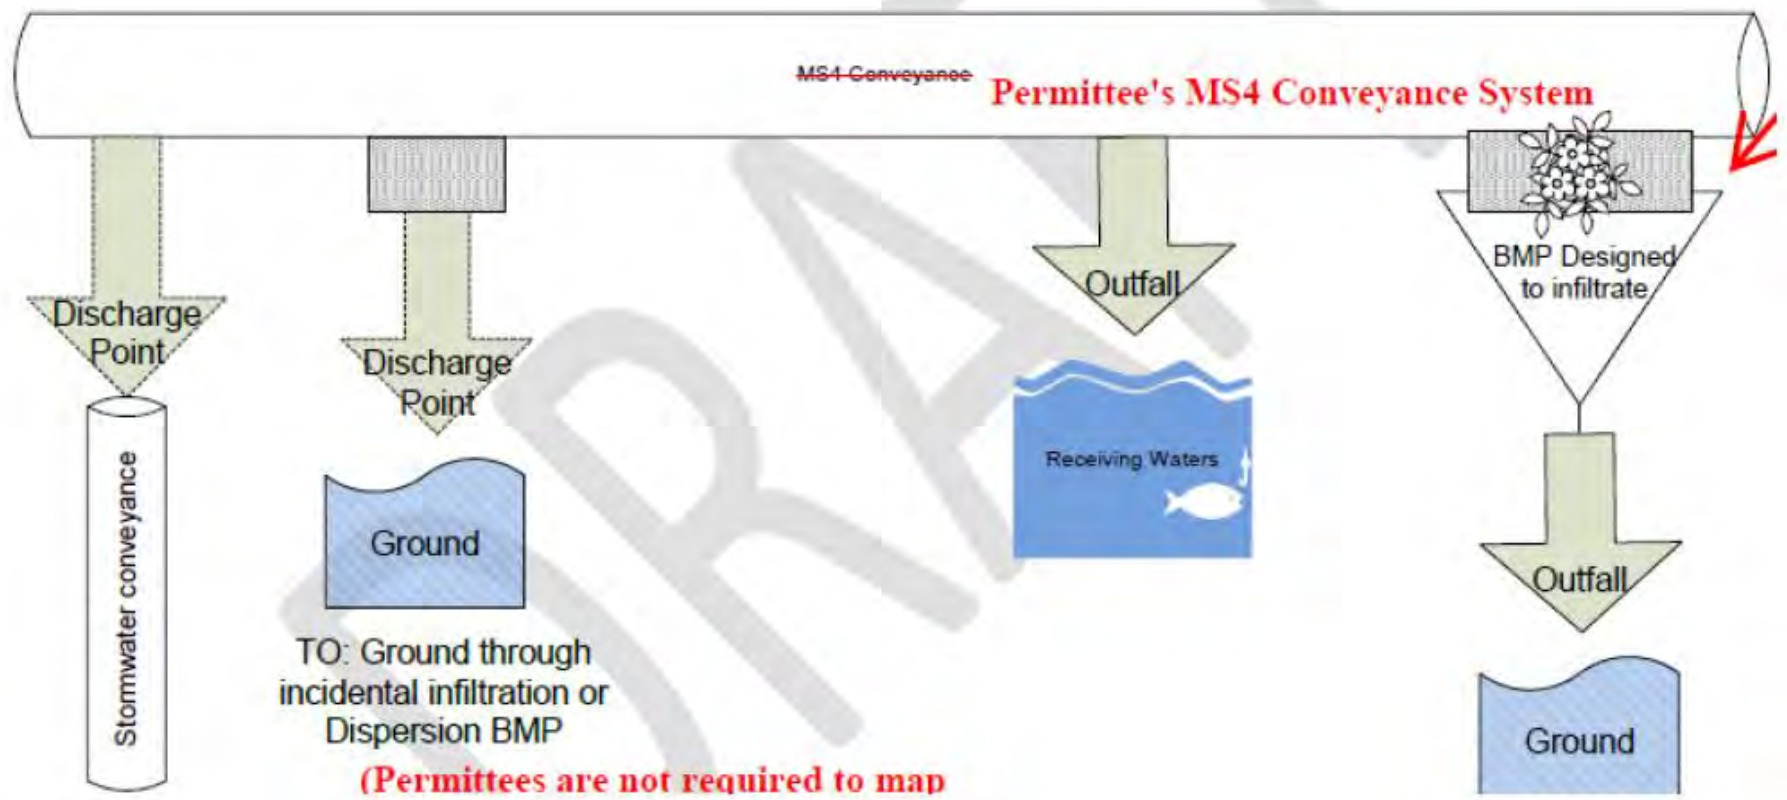 MS4 Conveyance
Permittee's MS4 Conveyance System
Discharge
Point
Stormwater conveyance
Discharge
Point
Ground
TO: Ground through
incidental infiltration or
Dispersion BMP
(Permittees are not required to map
Outfall
Receiving Waters
BMP Designed
to infiltrate
Outfall
Ground
DRAFT